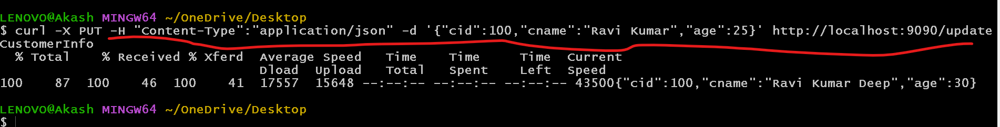 LENOVO@Akash MINGW64 ~/OneDrive/Desktop
$ curl -X PUT -H "Content-Type":"application/json" -d '{"cid":100,"cname":"Ravi Kumar","age":25}' http://localhost:9090/update
CustomerInfo
% Total % Received % Xferd Average Speed Time Time Time Current
Dload Upload Total Spent Left Speed
100 87 100 46 100 41 17557 15648 --:--:-- --:--:-- --:--:-- 43500{"cid":100,"cname":"Ravi Kumar Deep","age":30}
LENOVO@Akash MINGW64 ~/OneDrive/Desktop
$